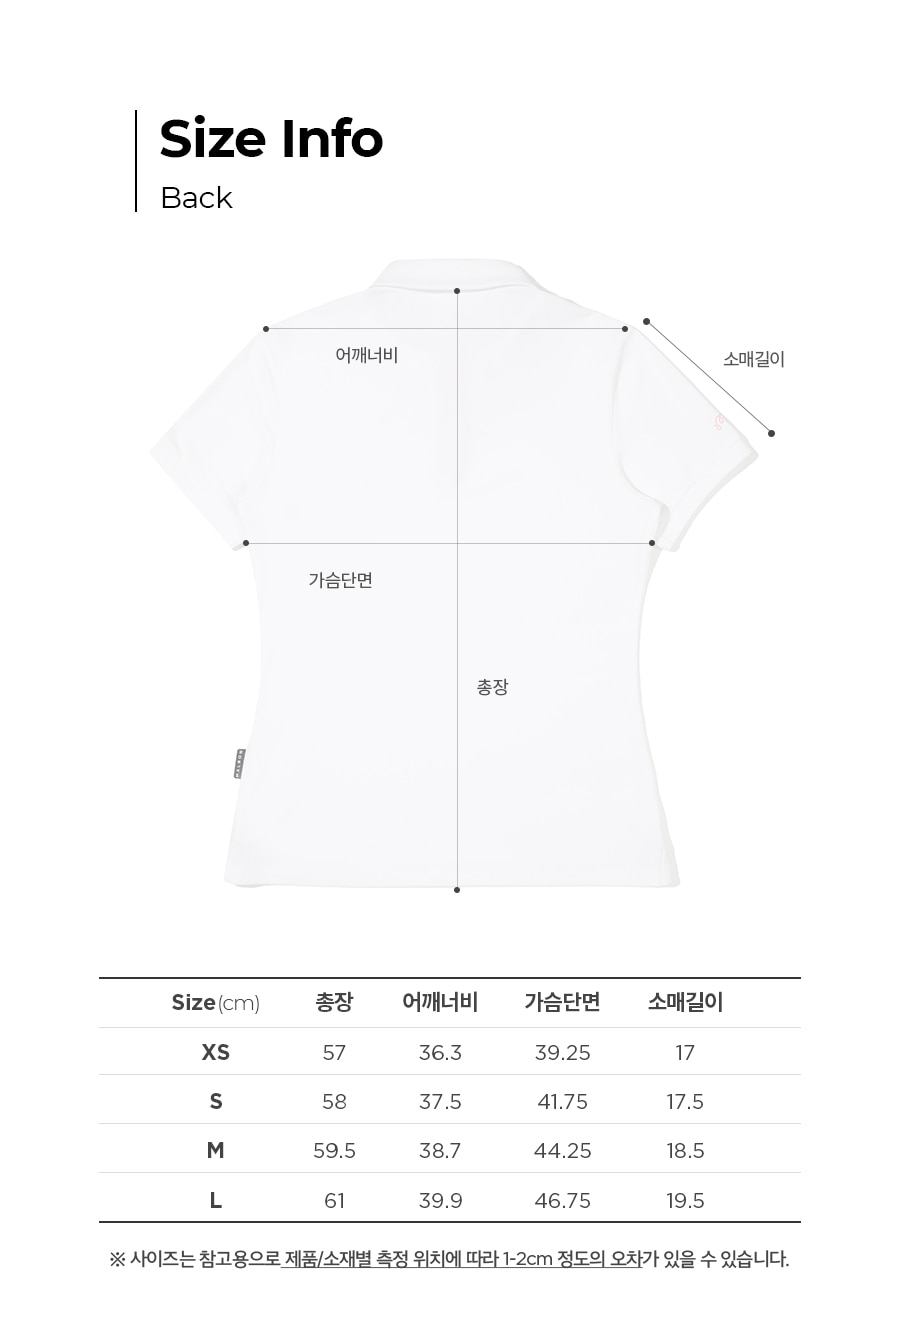 Size Info
Back
어깨너비
소매길이
가슴단면
총장
Size(cm) 총장 어깨너비 가슴단면 소매길이
XS 57 36.3 39.25 17
S 58 37.5 41.75 17.5
M 59.5 38.7 44.25 18.5
L 61 39.9 46.75 19.5
※ 사이즈는 참고용으로 제품/소재별 측정 위치에 따라 1-2cm 정도의 오차가 있을 수 있습니다.